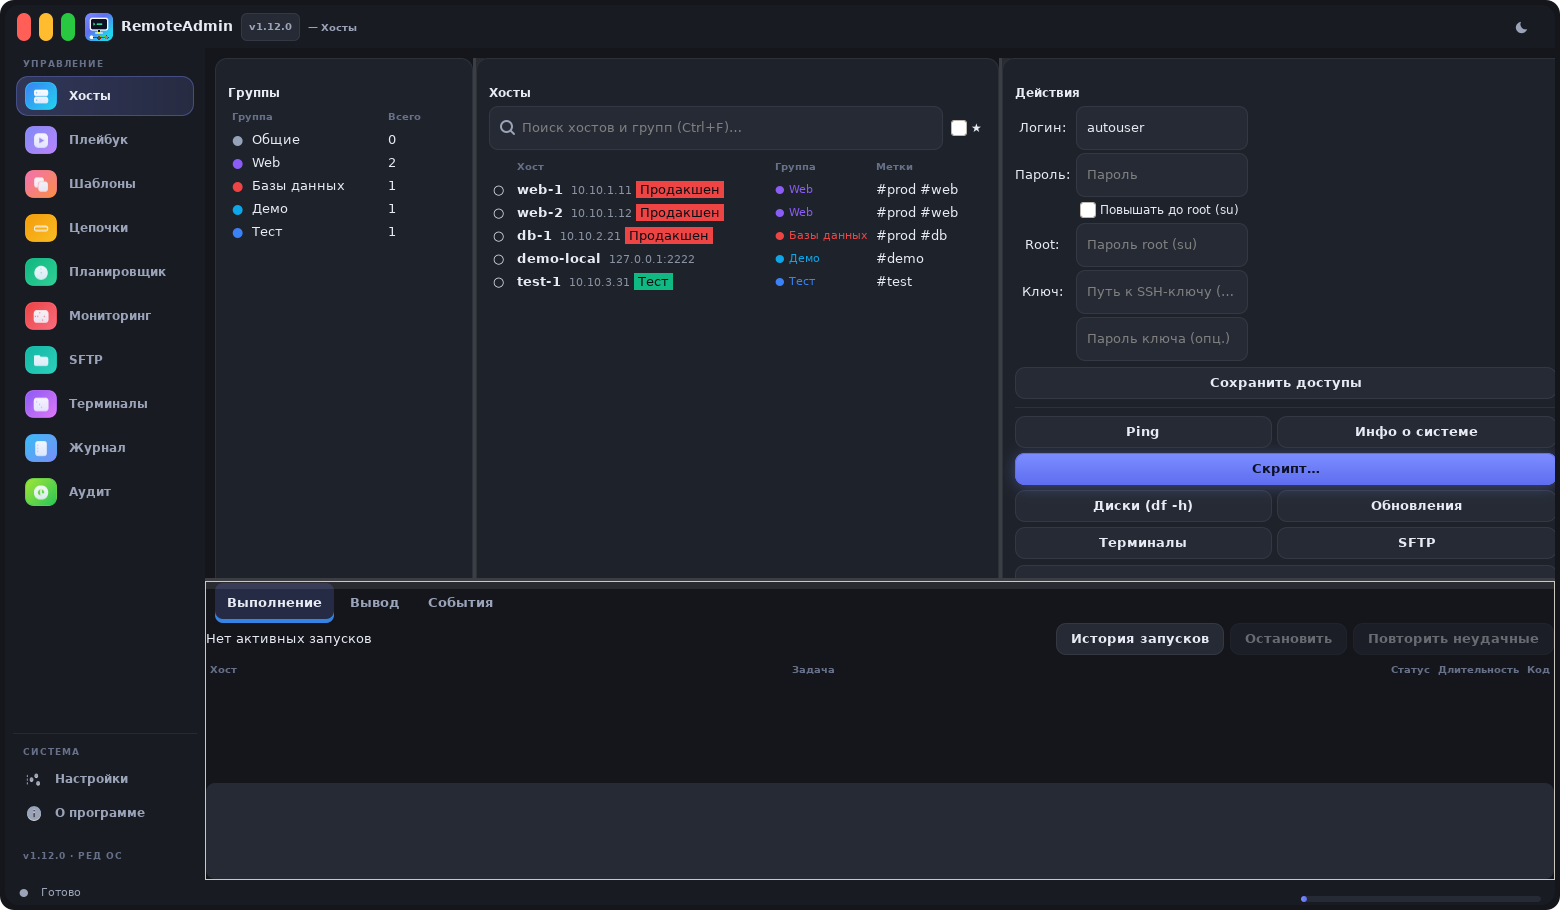 RemoteAdmin v1.12.0 — Хосты
УПРАВЛЕНИЕ
Хосты
Плейбук
Шаблоны
Цепочки
Планировщик
Мониторинг
SFTP
Терминалы
Журнал
Аудит
СИСТЕМА
Настройки
О программе
v1.12.0 · РЕД ОС
Готово
Группы
Группа Всего
Общие 0
Web 2
Базы данных 1
Демо 1
Тест 1
Хосты
Поиск хостов и групп (Ctrl+F)…
★
Хост Группа Метки
web-1 10.10.1.11 Продакшен Web #prod #web
web-2 10.10.1.12 Продакшен Web #prod #web
db-1 10.10.2.21 Продакшен Базы данных #prod #db
demo-local 127.0.0.1:2222 Демо #demo
test-1 10.10.3.31 Тест Тест #test
Действия
Логин: autouser
Пароль: Пароль
Повышать до root (su)
Root: Пароль root (su)
Ключ: Путь к SSH-ключу (…
Пароль ключа (опц.)
Сохранить доступы
Ping Инфо о системе
Скрипт…
Диски (df -h) Обновления
Терминалы SFTP
Выполнение Вывод События
Нет активных запусков История запусков Остановить Повторить неудачные
Хост Задача Статус Длительность Код